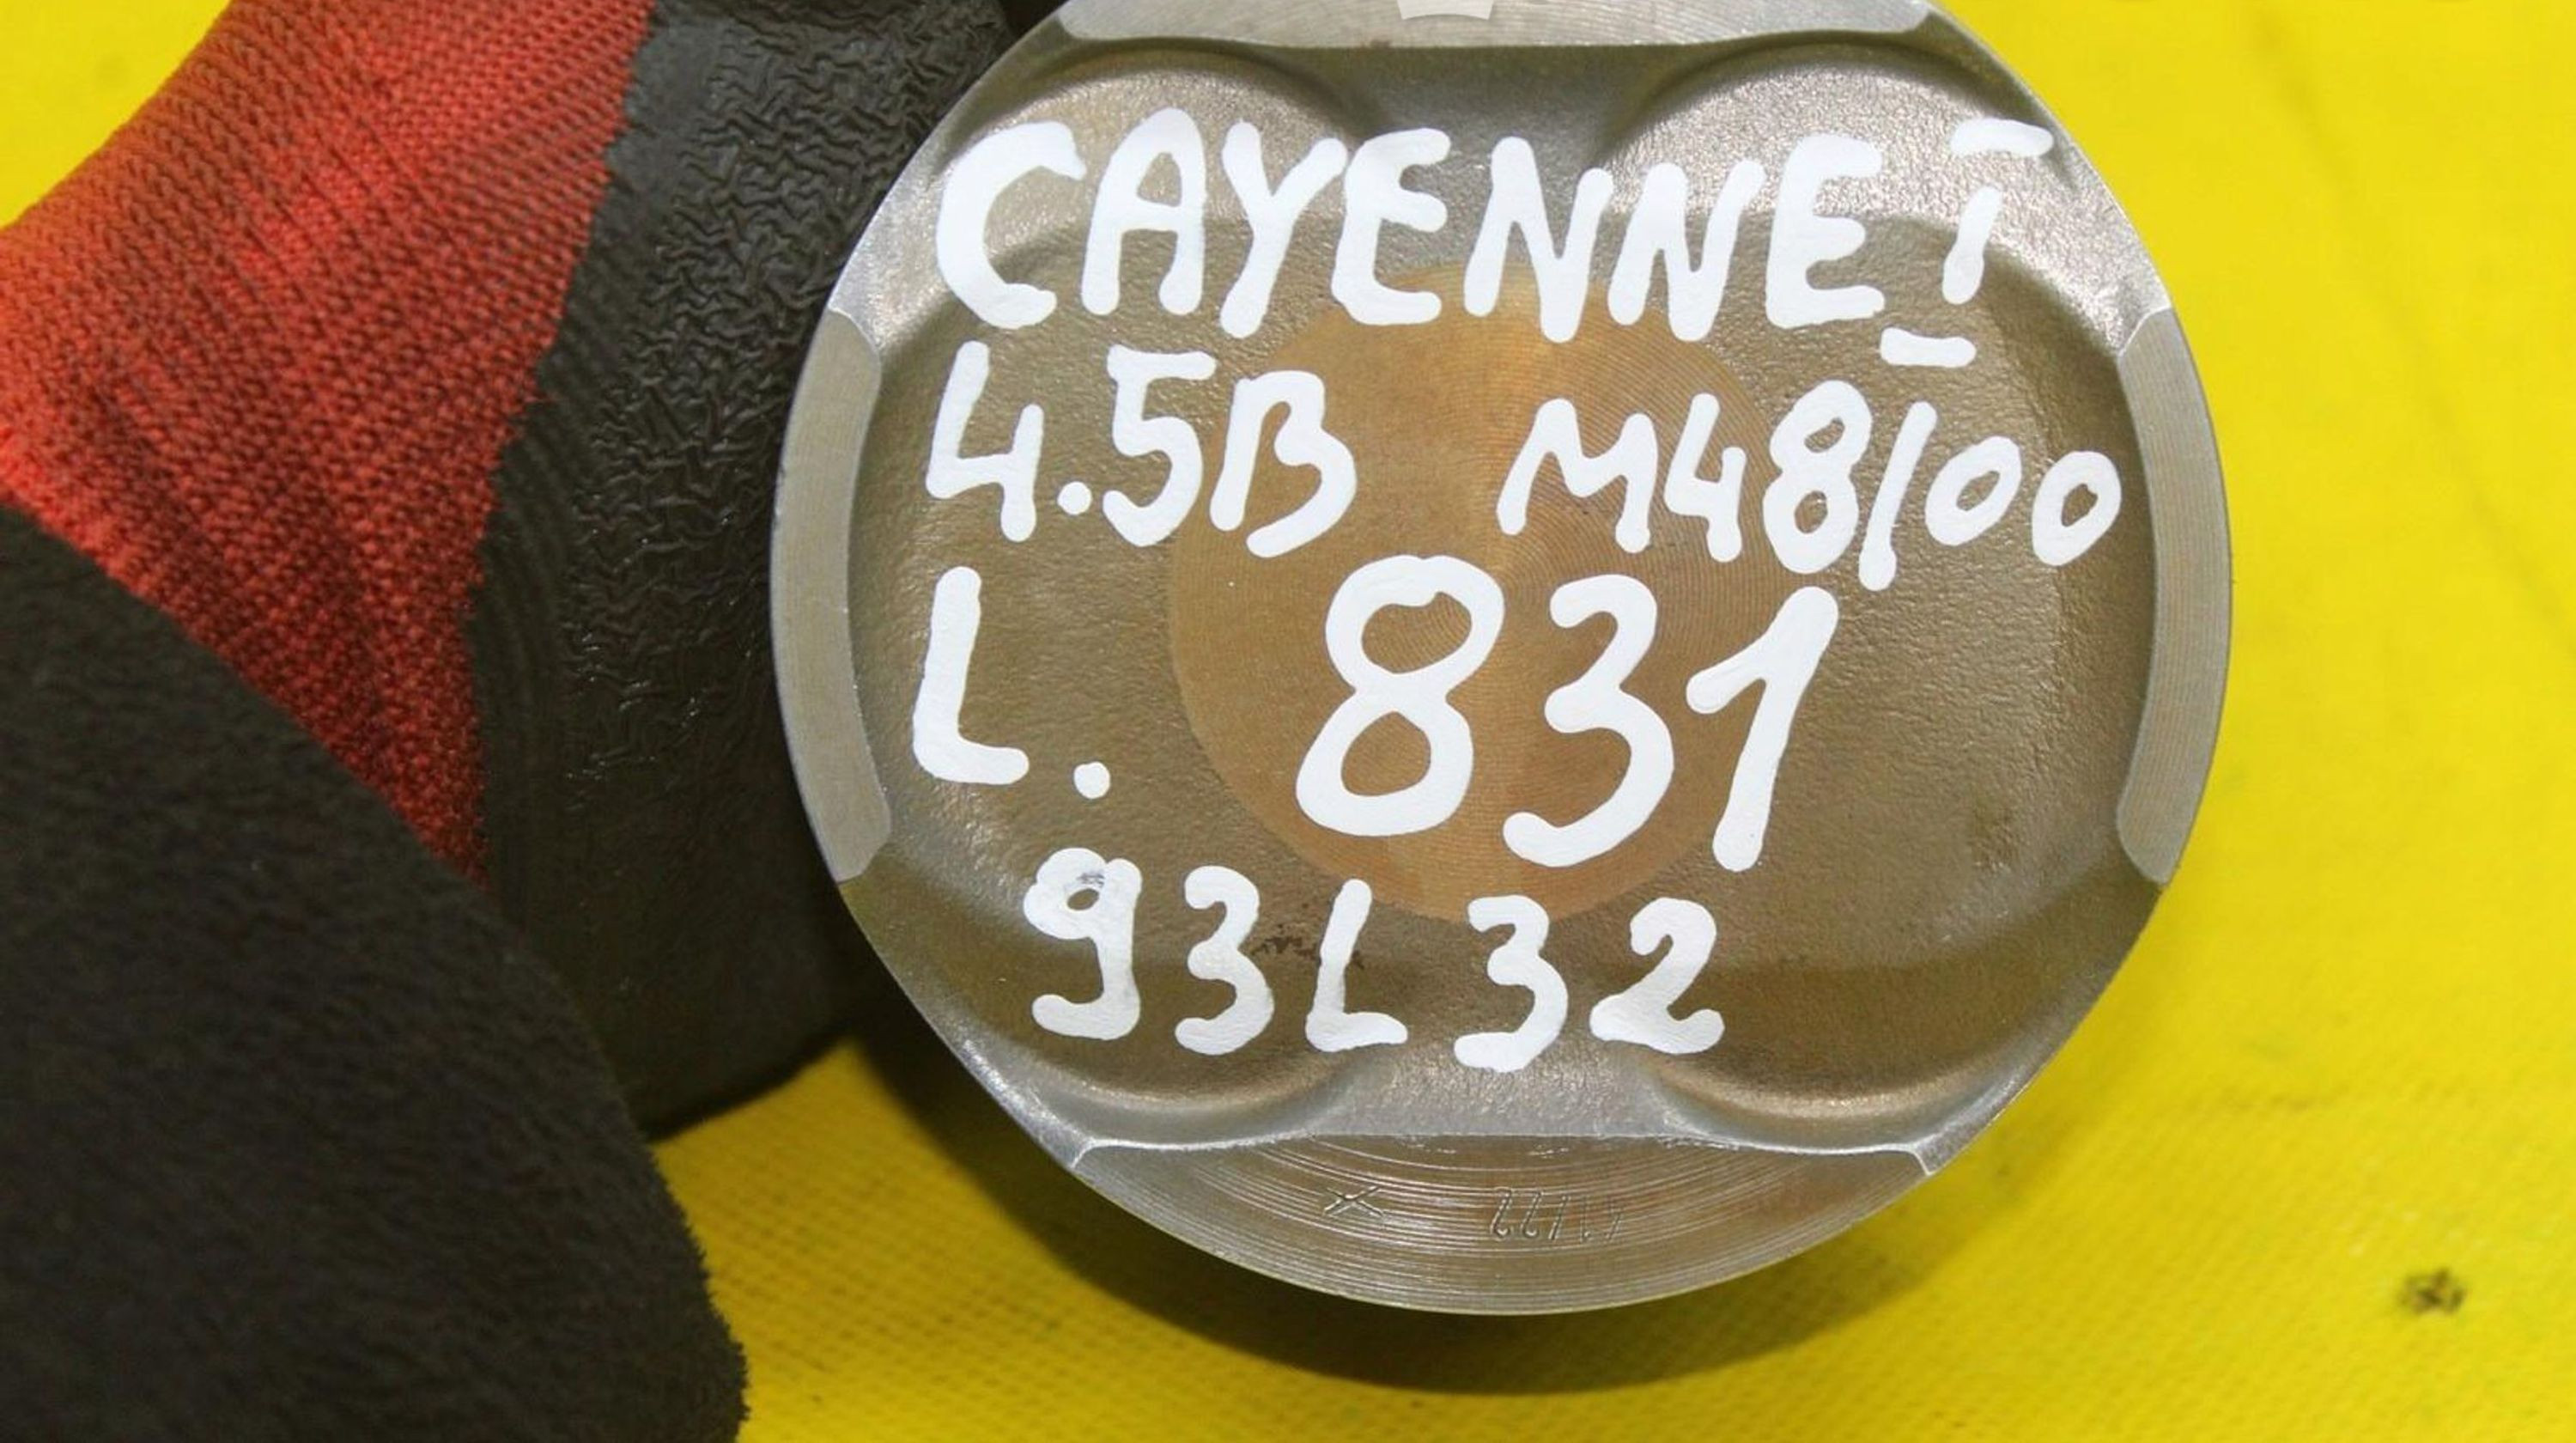 CAYENNE I
4.5B M48/00
L. 831
93L32